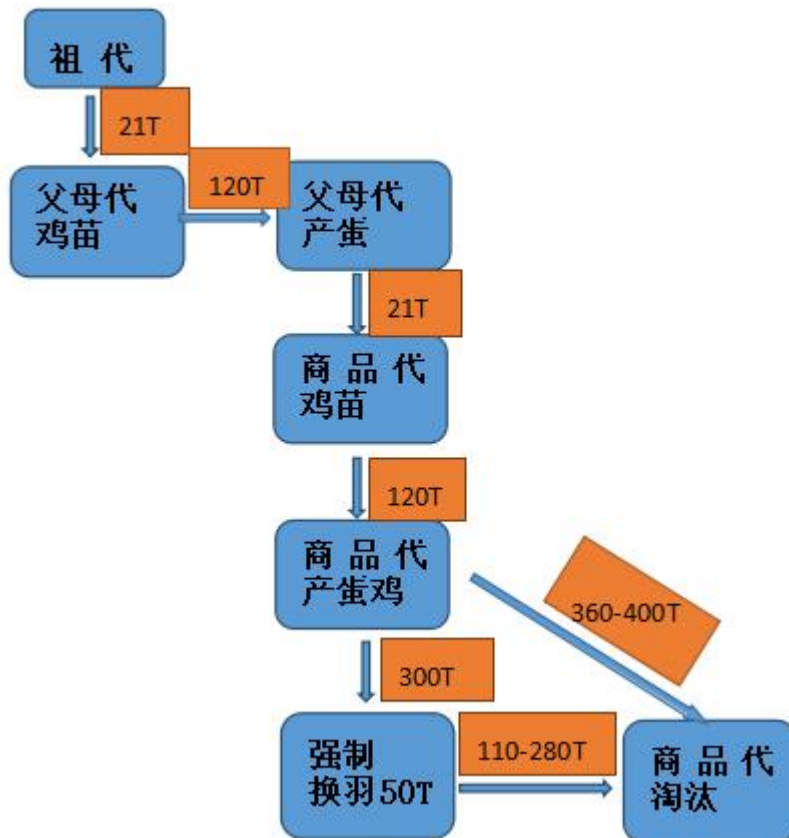 祖 代
21T
父母代
鸡苗
120T
父母代
产蛋
21T
商 品 代
鸡苗
120T
商 品 代
产蛋鸡
360-400T
300T
强制
换羽50T
110-280T
商 品 代
淘汰